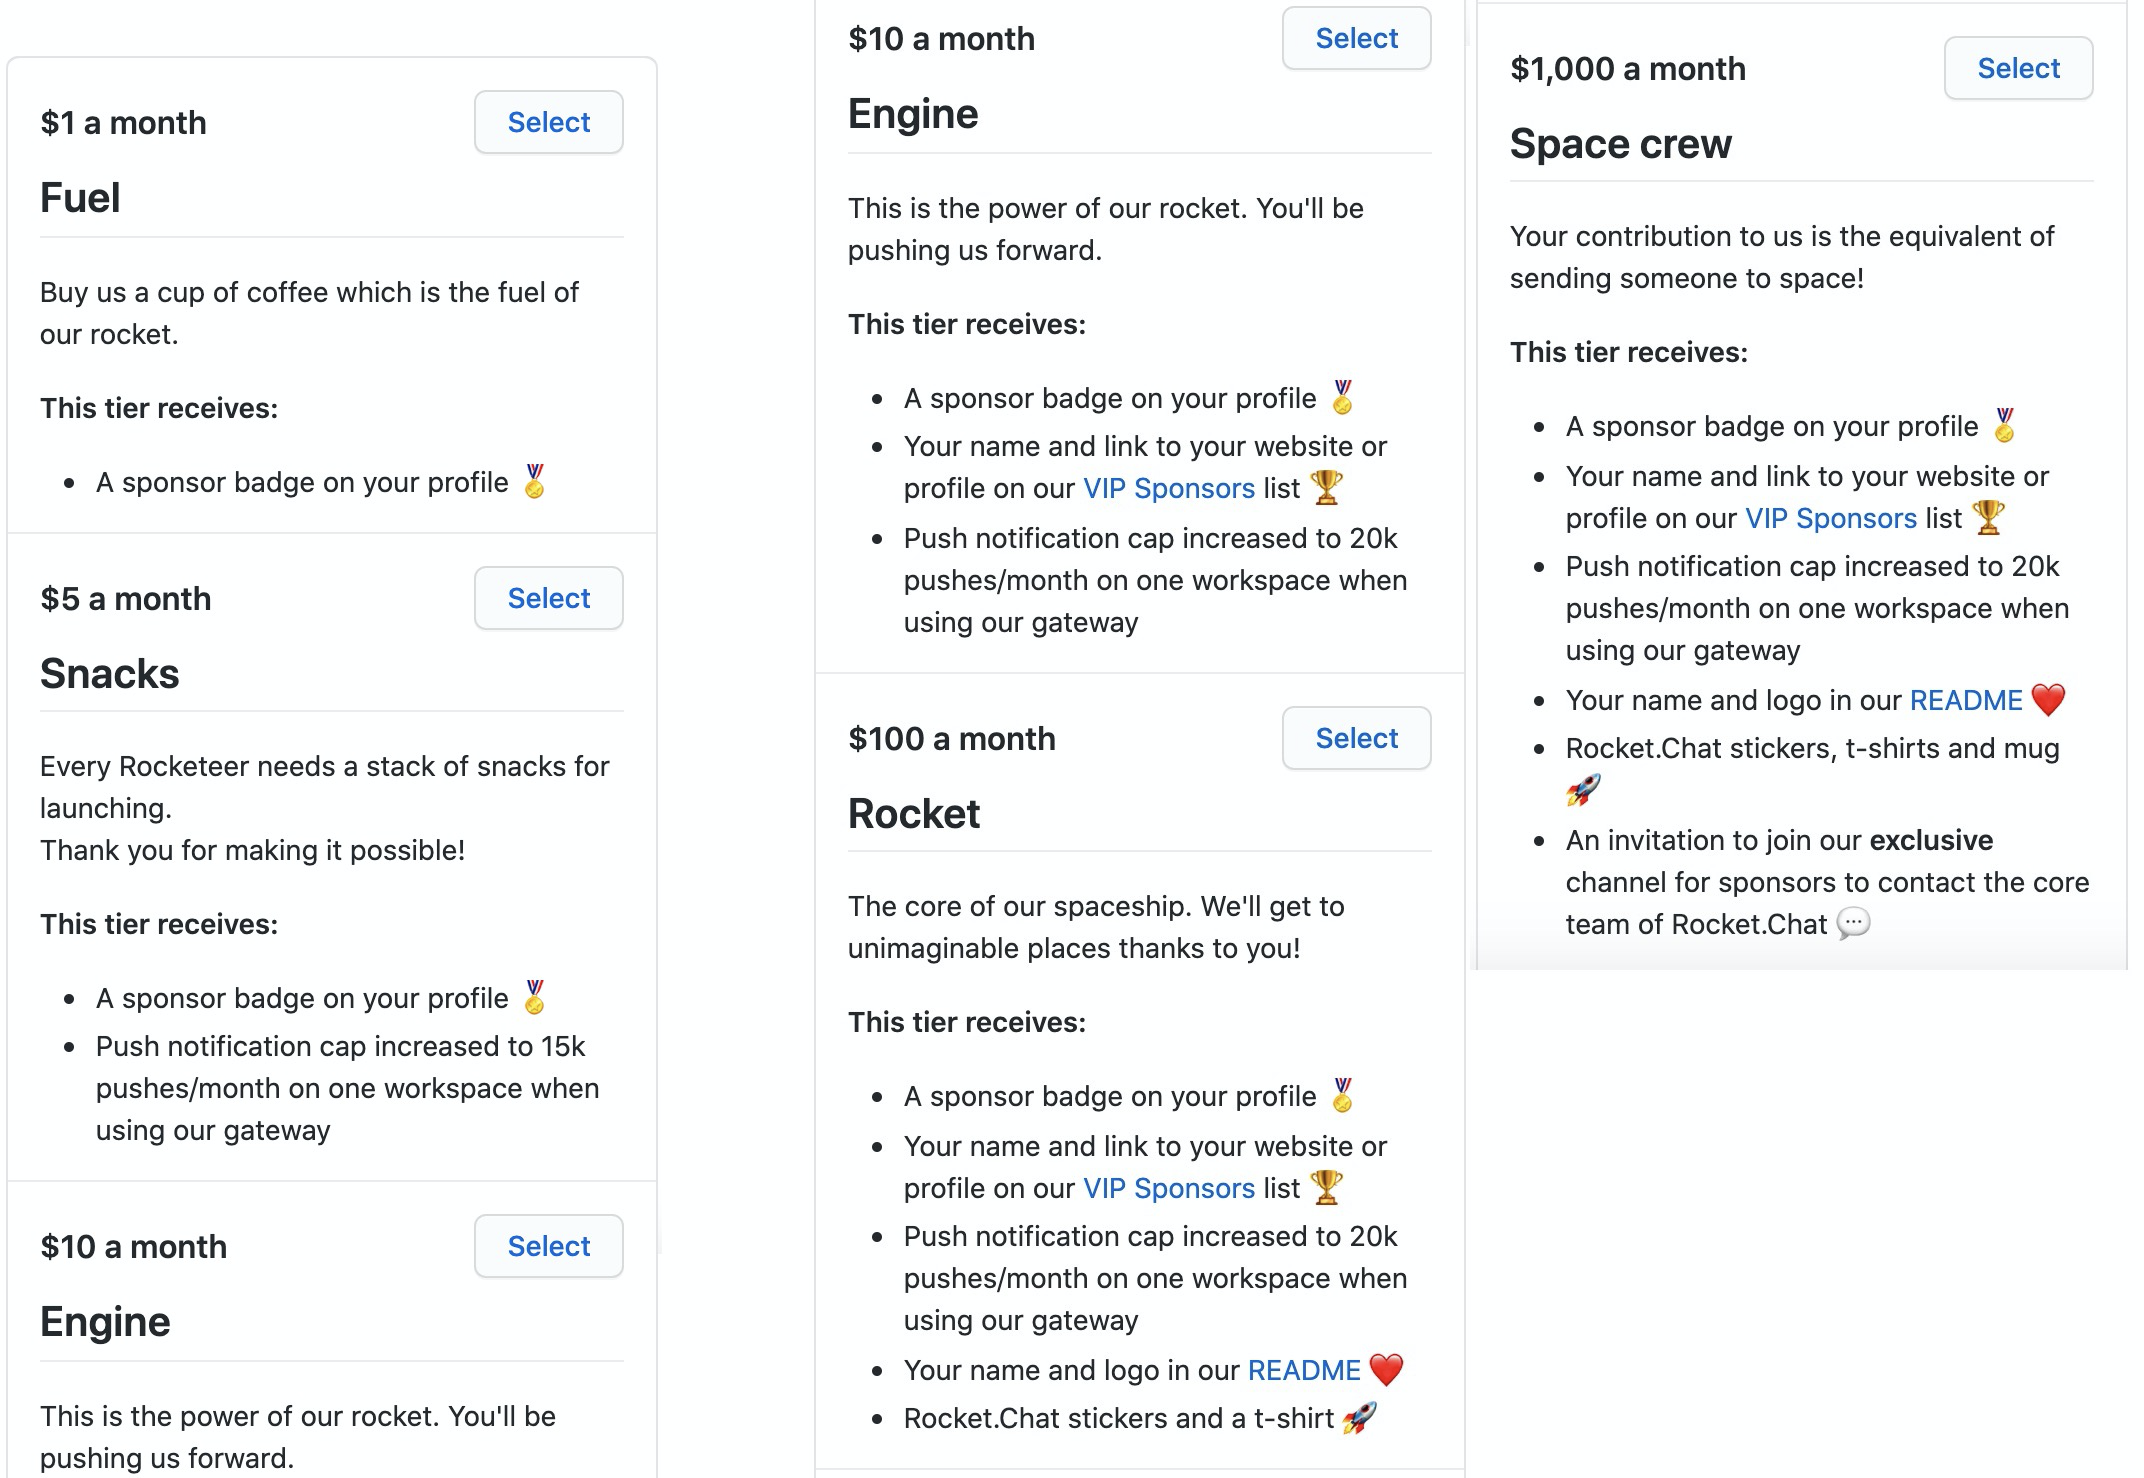 $1 a month
Select
Fuel
Buy us a cup of coffee which is the fuel of
our rocket.
This tier receives:
• A sponsor badge on your profile 🏅
$5 a month
Select
Snacks
Every Rocketeer needs a stack of snacks for
launching.
Thank you for making it possible!
This tier receives:
• A sponsor badge on your profile 🏅
• Push notification cap increased to 15k
pushes/month on one workspace when
using our gateway
$10 a month
Select
Engine
This is the power of our rocket. You'll be
pushing us forward.
$10 a month
Select
Engine
This is the power of our rocket. You'll be
pushing us forward.
This tier receives:
• A sponsor badge on your profile 🏅
• Your name and link to your website or
profile on our VIP Sponsors list 🏆
• Push notification cap increased to 20k
pushes/month on one workspace when
using our gateway
$100 a month
Select
Rocket
The core of our spaceship. We'll get to
unimaginable places thanks to you!
This tier receives:
• A sponsor badge on your profile 🏅
• Your name and link to your website or
profile on our VIP Sponsors list 🏆
• Push notification cap increased to 20k
pushes/month on one workspace when
using our gateway
• Your name and logo in our README ❤️
• Rocket.Chat stickers and a t-shirt 🚀
$1,000 a month
Select
Space crew
Your contribution to us is the equivalent of
sending someone to space!
This tier receives:
• A sponsor badge on your profile 🏅
• Your name and link to your website or
profile on our VIP Sponsors list 🏆
• Push notification cap increased to 20k
pushes/month on one workspace when
using our gateway
• Your name and logo in our README ❤️
• Rocket.Chat stickers, t-shirts and mug
🚀
• An invitation to join our exclusive
channel for sponsors to contact the core
team of Rocket.Chat 💬